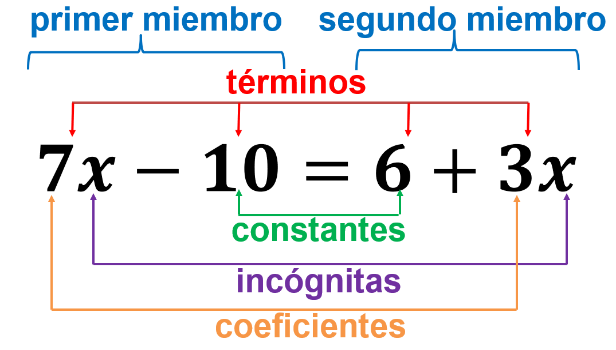 primer miembro segundo miembro
términos
7x − 10 = 6 + 3x
constantes
incógnitas
coeficientes